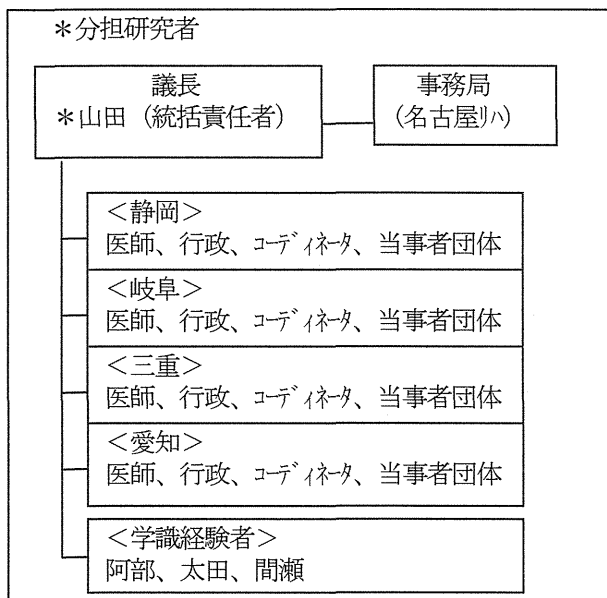 ＊分担研究者
議長
＊山田（統括責任者）
事務局
（名古屋ﾘﾊ）
＜静岡＞
医師、行政、ｺｰﾃﾞｨﾈｰﾀ、当事者団体
＜岐阜＞
医師、行政、ｺｰﾃﾞｨﾈｰﾀ、当事者団体
＜三重＞
医師、行政、ｺｰﾃﾞｨﾈｰﾀ、当事者団体
＜愛知＞
医師、行政、ｺｰﾃﾞｨﾈｰﾀ、当事者団体
＜学識経験者＞
阿部、太田、間瀬